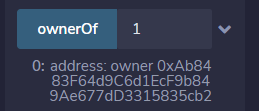 ownerOf 1
0: address: owner 0xAb84
83F64d9C6d1EcF9b84
9Ae677dD3315835cb2